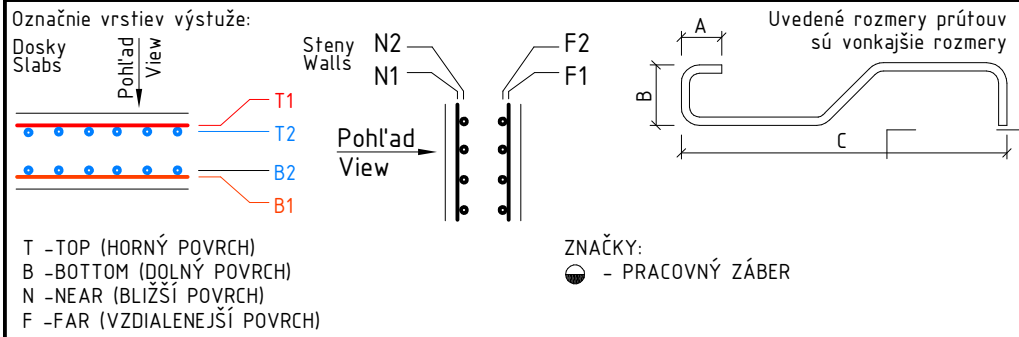 Označnie vrstiev výstuže:
Dosky
Slabs
Pohľad
View
T1
T2
B2
B1
Steny
Walls
N2
N1
F2
F1
Pohľad
View
Uvedené rozmery prútouv
sú vonkajšie rozmery
A
B
C
T -TOP (HORNÝ POVRCH)
B -BOTTOM (DOLNÝ POVRCH)
N -NEAR (BLIŽŠÍ POVRCH)
F -FAR (VZDIALENEJŠÍ POVRCH)
ZNAČKY:
- PRACOVNÝ ZÁBER